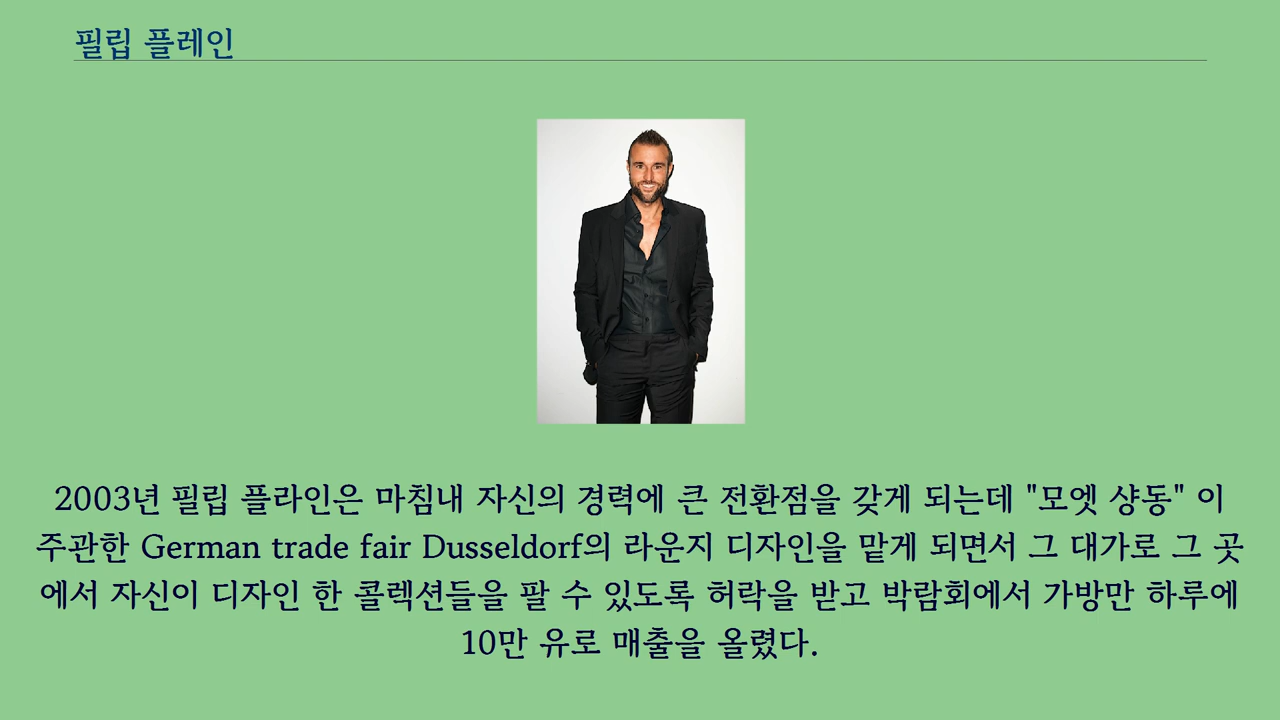 필립 플레인
2003년 필립 플라인은 마침내 자신의 경력에 큰 전환점을 갖게 되는데 "모엣 샹동" 이
주관한 German trade fair Dusseldorf의 라운지 디자인을 맡게 되면서 그 대가로 그 곳
에서 자신이 디자인 한 콜렉션들을 팔 수 있도록 허락을 받고 박람회에서 가방만 하루에
10만 유로 매출을 올렸다.